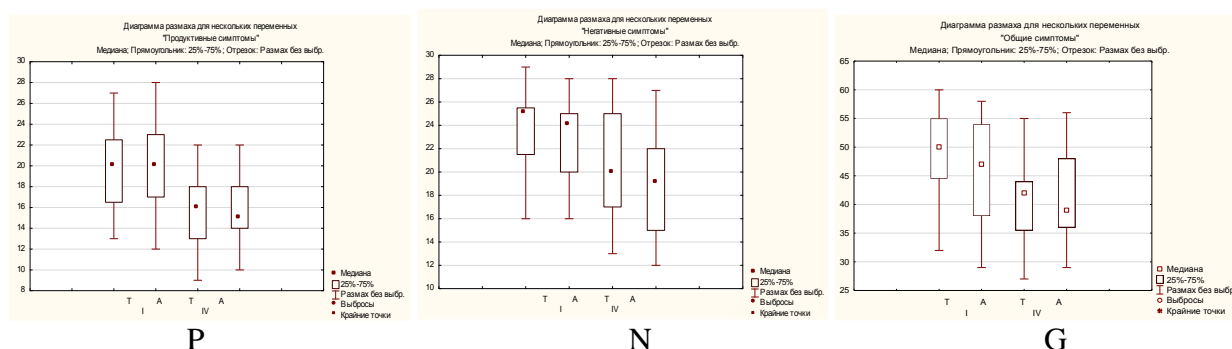 Диаграмма размаха для нескольких переменных
"Продуктивные симптомы"
Медиана; Прямоугольник: 25%-75%; Отрезок: Размах без выбр.
30
28
26
24
22
20
18
16
14
12
10
8
Т А Т А
I IV
Медиана
25%-75%
Размах без выбр.
Выбросы
Крайние точки
P
Диаграмма размаха для нескольких переменных
"Негативные симптомы"
Медиана; Прямоугольник: 25%-75%; Отрезок: Размах без выбр.
30
28
26
24
22
20
18
16
14
12
10
Т А Т А
I IV
Медиана
25%-75%
Размах без выбр.
Выбросы
Крайние точки
N
Диаграмма размаха для нескольких переменных
"Общие симптомы"
Медиана; Прямоугольник: 25%-75%; Отрезок: Размах без выбр.
65
60
55
50
45
40
35
30
25
Т А Т А
I IV
Медиана
25%-75%
Размах без выбр
Выбросы
Крайние точки
G